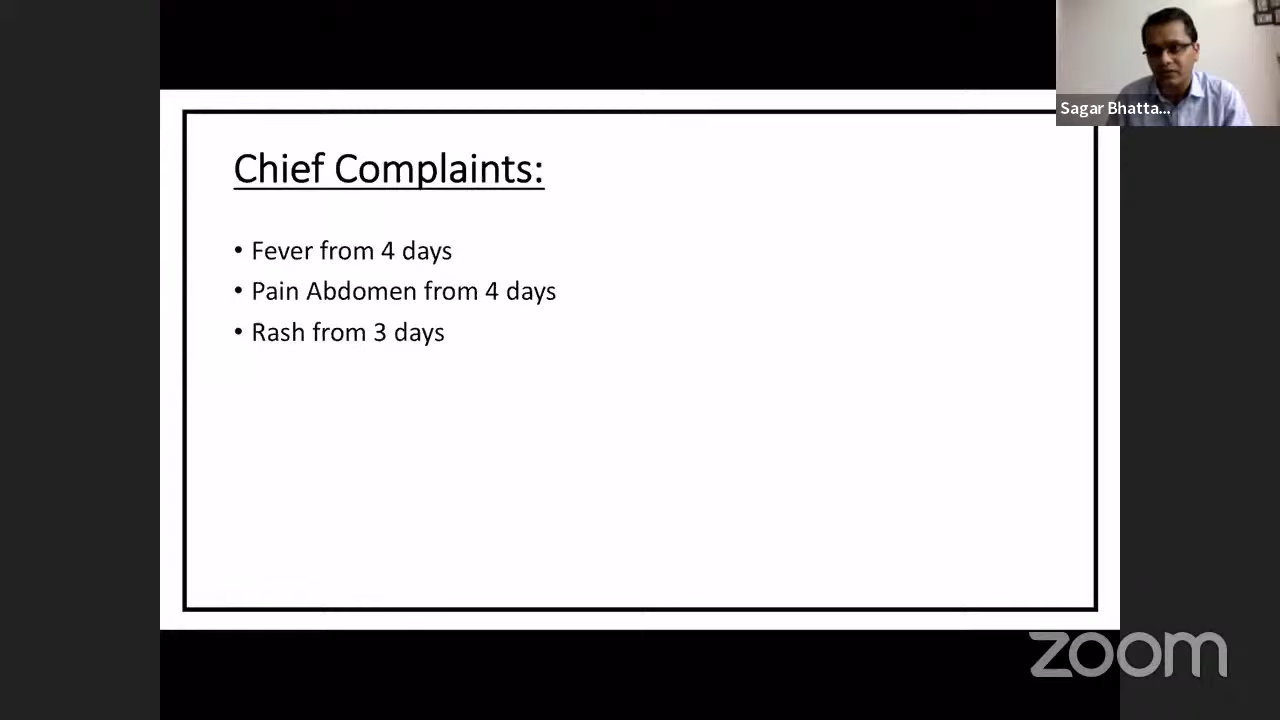 Sagar Bhatta...
Chief Complaints:
• Fever from 4 days
• Pain Abdomen from 4 days
• Rash from 3 days
zoom